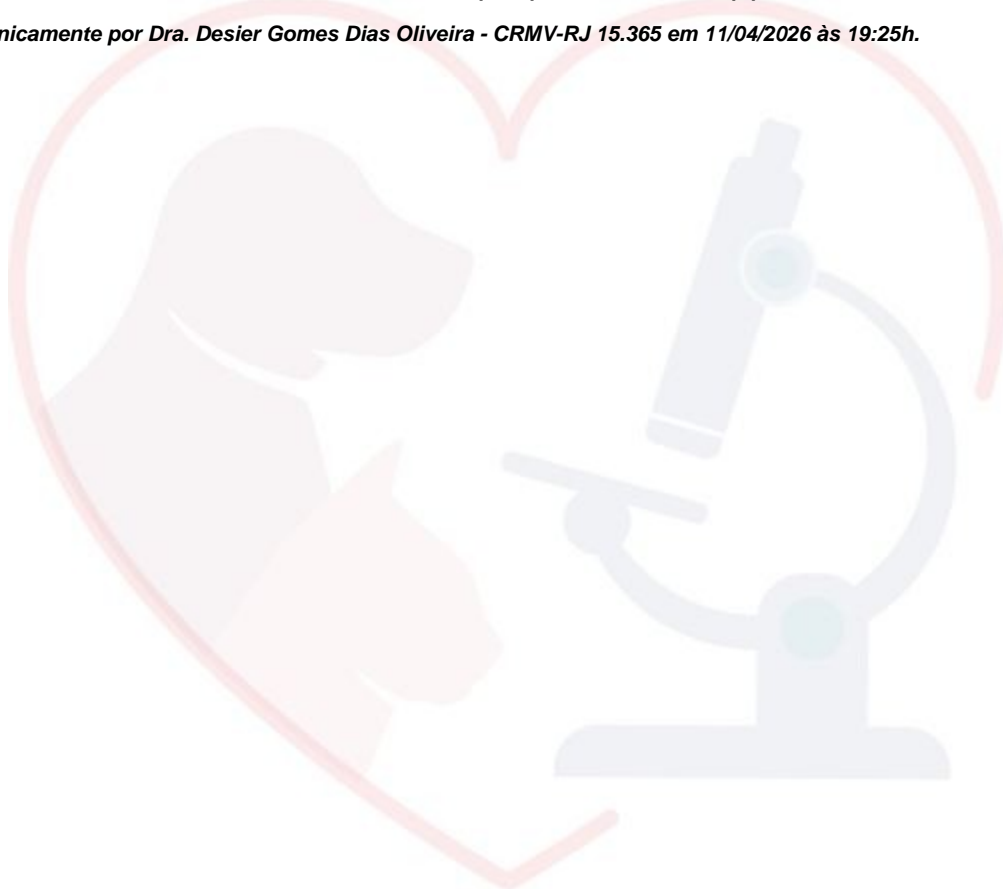 nicamente por Dra. Desier Gomes Dias Oliveira - CRMV-RJ 15.365 em 11/04/2026 às 19:25h.